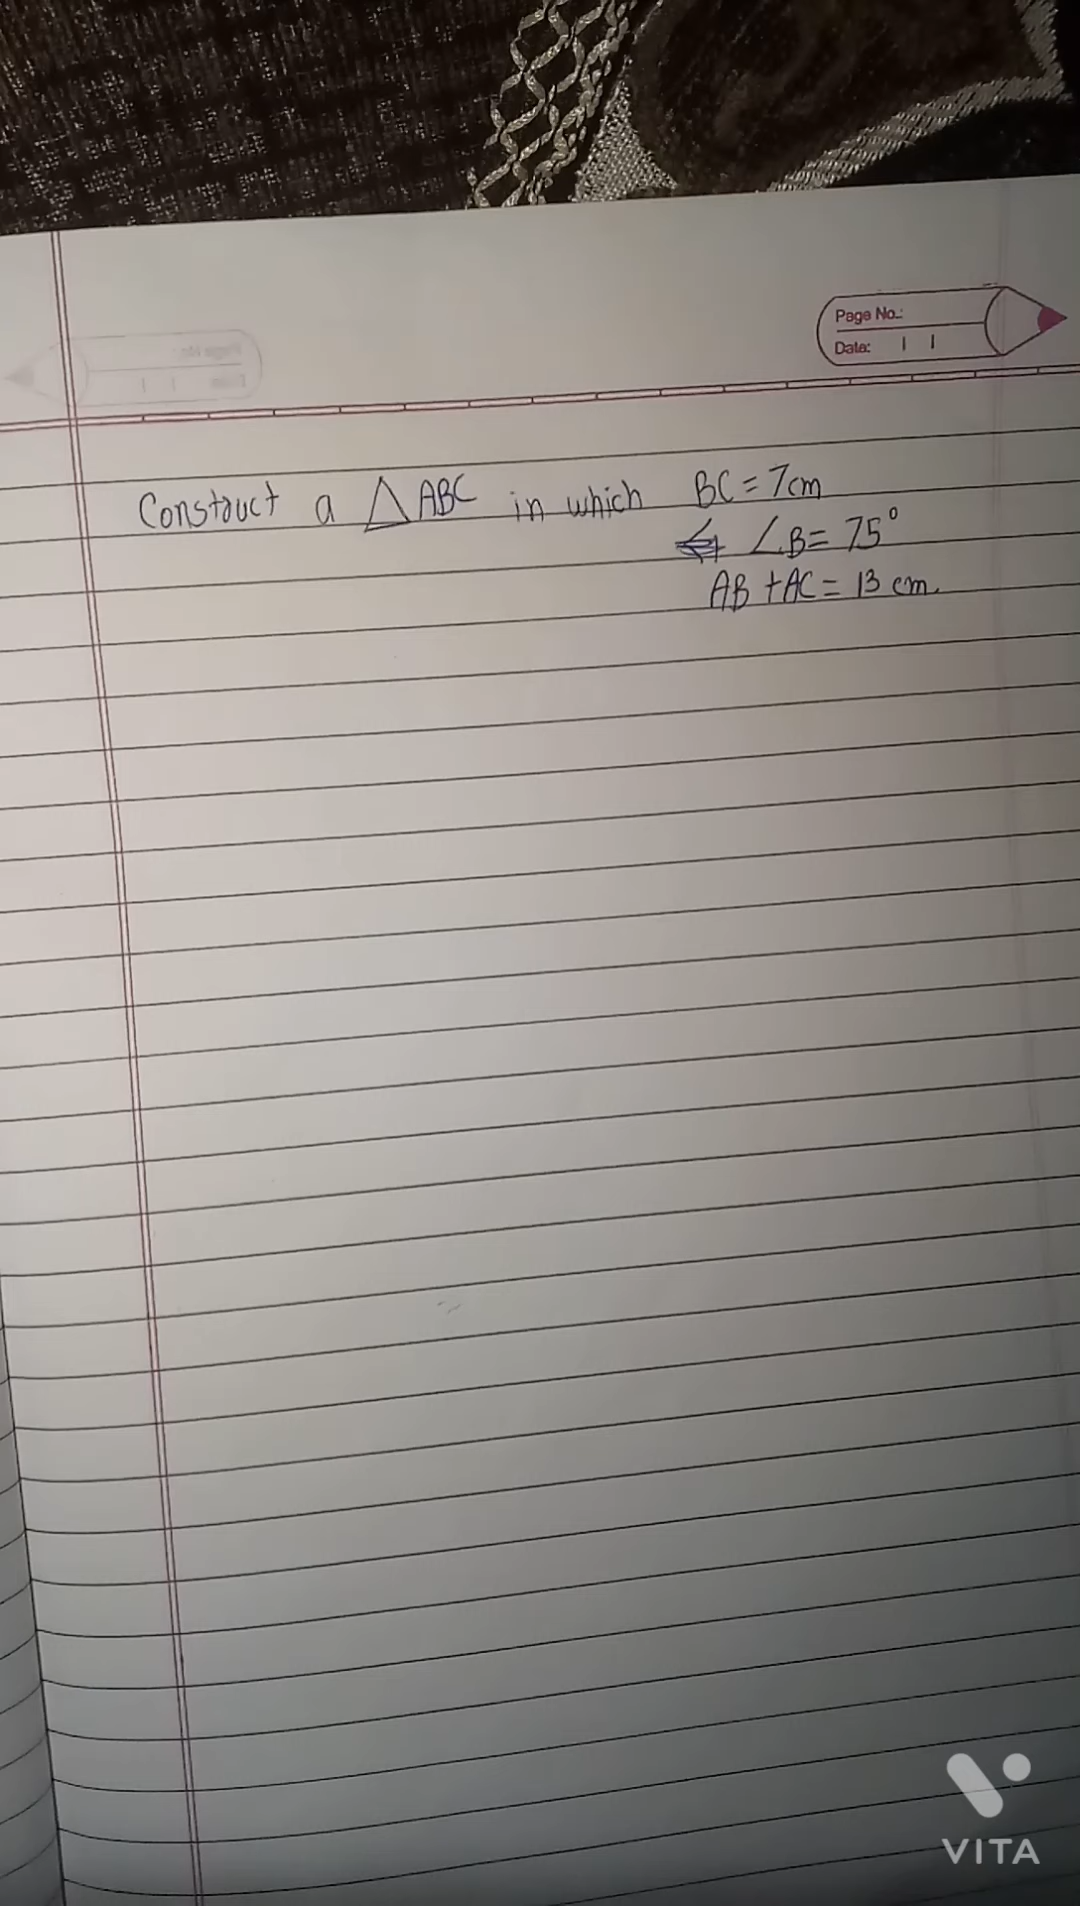 Page No.:
Date:
Construct a △ABC in which BC = 7cm
∠B = 75°
AB + AC = 13 cm.
VITA